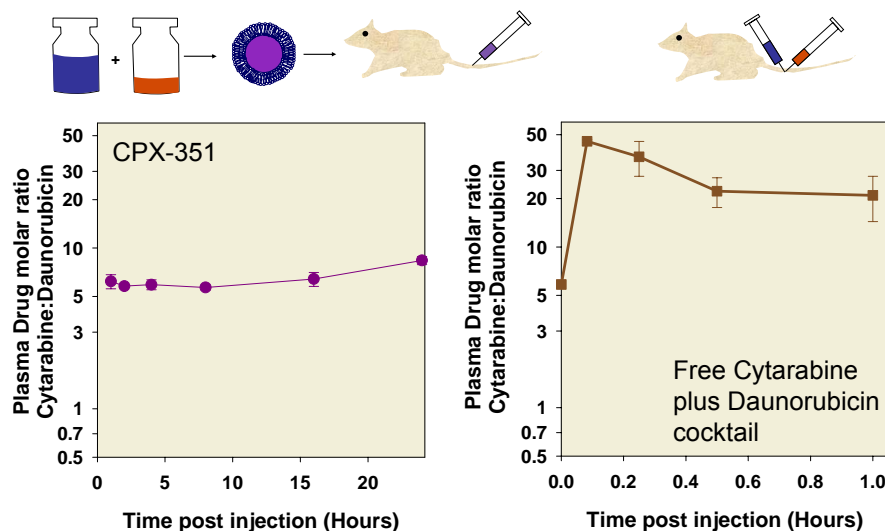 +
CPX-351
Plasma Drug molar ratio
Cytarabine:Daunorubicin
50
30
20
10
5
3
1
0.7
0.5
0 5 10 15 20
Time post injection (Hours)
Plasma Drug molar ratio
Cytarabine:Daunorubicin
50
30
20
10
5
3
1
0.7
0.5
Free Cytarabine
plus Daunorubicin
cocktail
0.0 0.2 0.4 0.6 0.8 1.0
Time post injection (Hours)